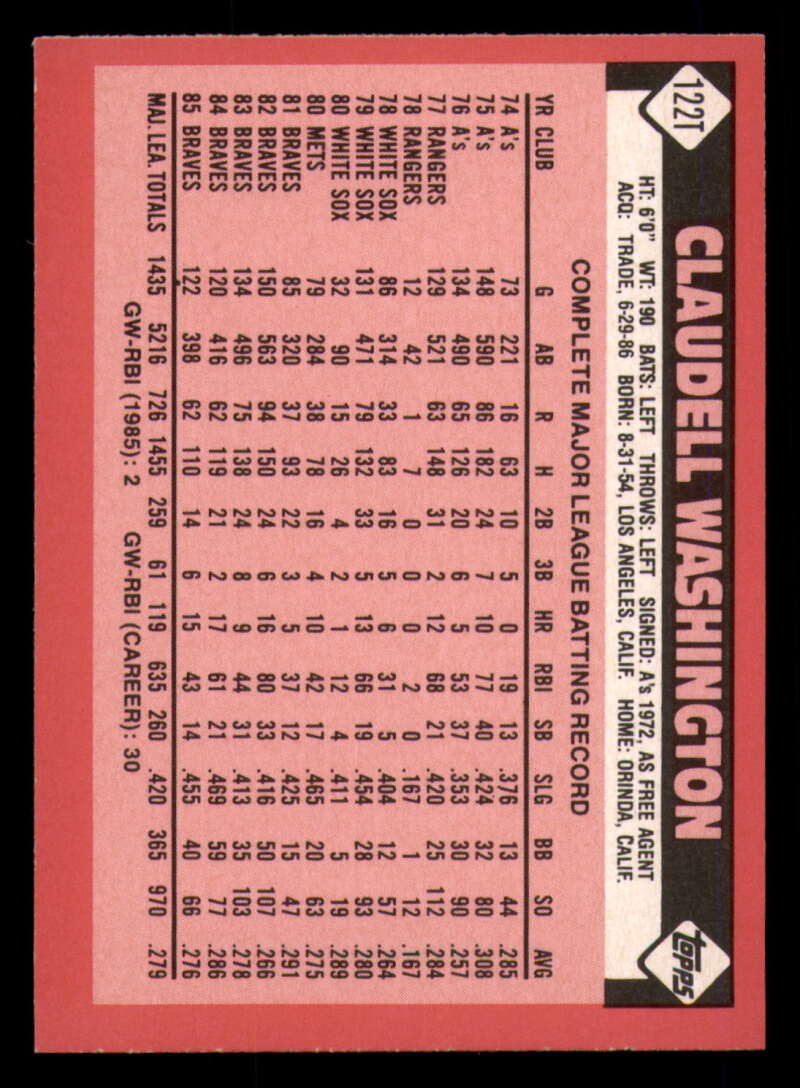 122T
CLAUDELL WASHINGTON
topps
HT: 6'0" WT: 190 BATS: LEFT THROWS: LEFT SIGNED: A's 1972, AS FREE AGENT
ACQ: TRADE, 6-29-86 BORN: 8-31-54, LOS ANGELES, CALIF. HOME: ORINDA, CALIF.
COMPLETE MAJOR LEAGUE BATTING RECORD
YR CLUB G AB R H 2B 3B HR RBI SB SLG BB SO AVG
74 A's 73 221 16 63 10 5 0 19 13 .376 13 44 .285
75 A's 148 590 86 182 24 7 10 77 40 .424 32 80 .308
76 A's 134 490 65 126 20 6 5 53 37 .353 30 90 .257
77 RANGERS 129 521 63 148 31 2 12 68 21 .420 25 112 .284
78 RANGERS 12 42 1 7 0 0 0 2 0 .167 1 12 .167
78 WHITE SOX 86 314 33 83 16 5 6 31 5 .404 12 57 .264
79 WHITE SOX 131 471 79 132 33 5 13 66 19 .454 28 93 .280
80 WHITE SOX 32 90 15 26 4 2 1 12 4 .411 5 19 .289
80 METS 79 284 38 78 16 4 10 42 17 .465 20 63 .275
81 BRAVES 85 320 37 93 22 3 5 37 12 .425 15 47 .291
82 BRAVES 150 563 94 150 24 6 16 80 33 .416 50 107 .266
83 BRAVES 134 496 75 138 24 8 9 44 31 .413 35 103 .278
84 BRAVES 120 416 62 119 21 2 17 61 21 .469 59 77 .286
85 BRAVES 122 398 62 110 14 6 15 43 14 .455 40 66 .276
MAJ. LEA. TOTALS 1435 5216 726 1455 259 61 119 635 260 .420 365 970 .279
GW-RBI (1985): 2 GW-RBI (CAREER): 30